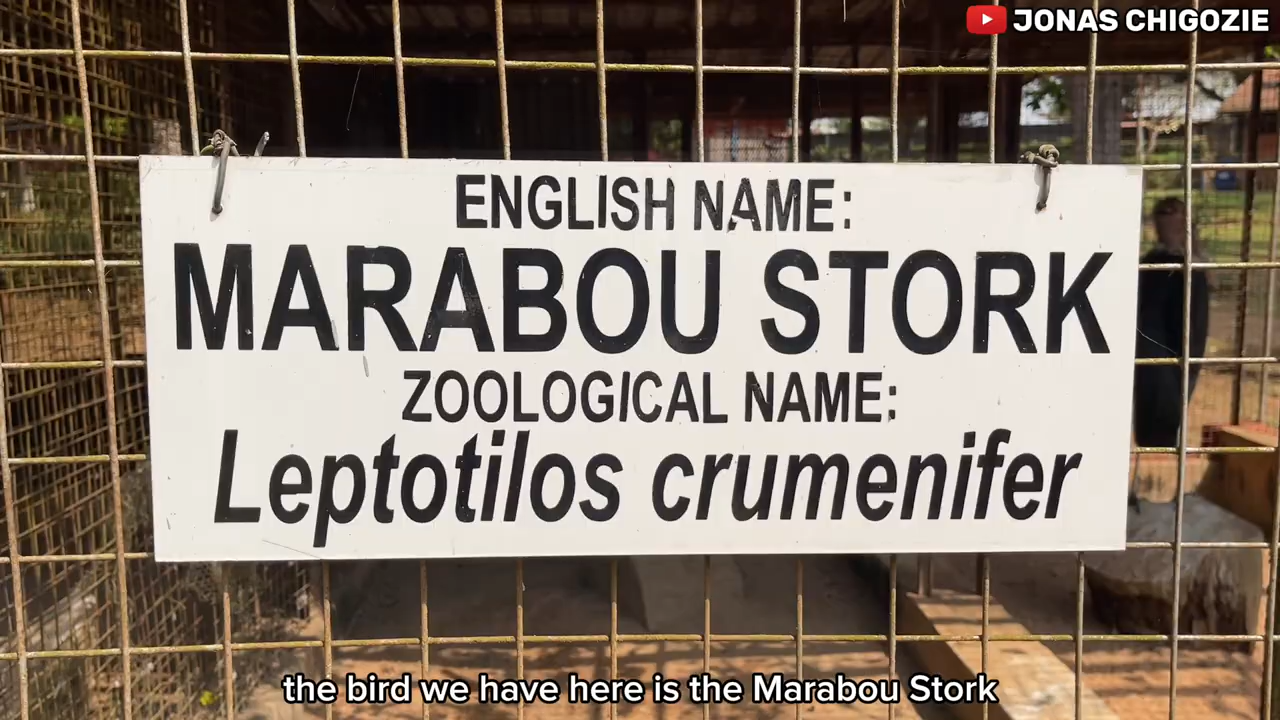 JONAS CHIGOZIE
ENGLISH NAME:
MARABOU STORK
ZOOLOGICAL NAME:
Leptotilos crumenifer
the bird we have here is the Marabou Stork